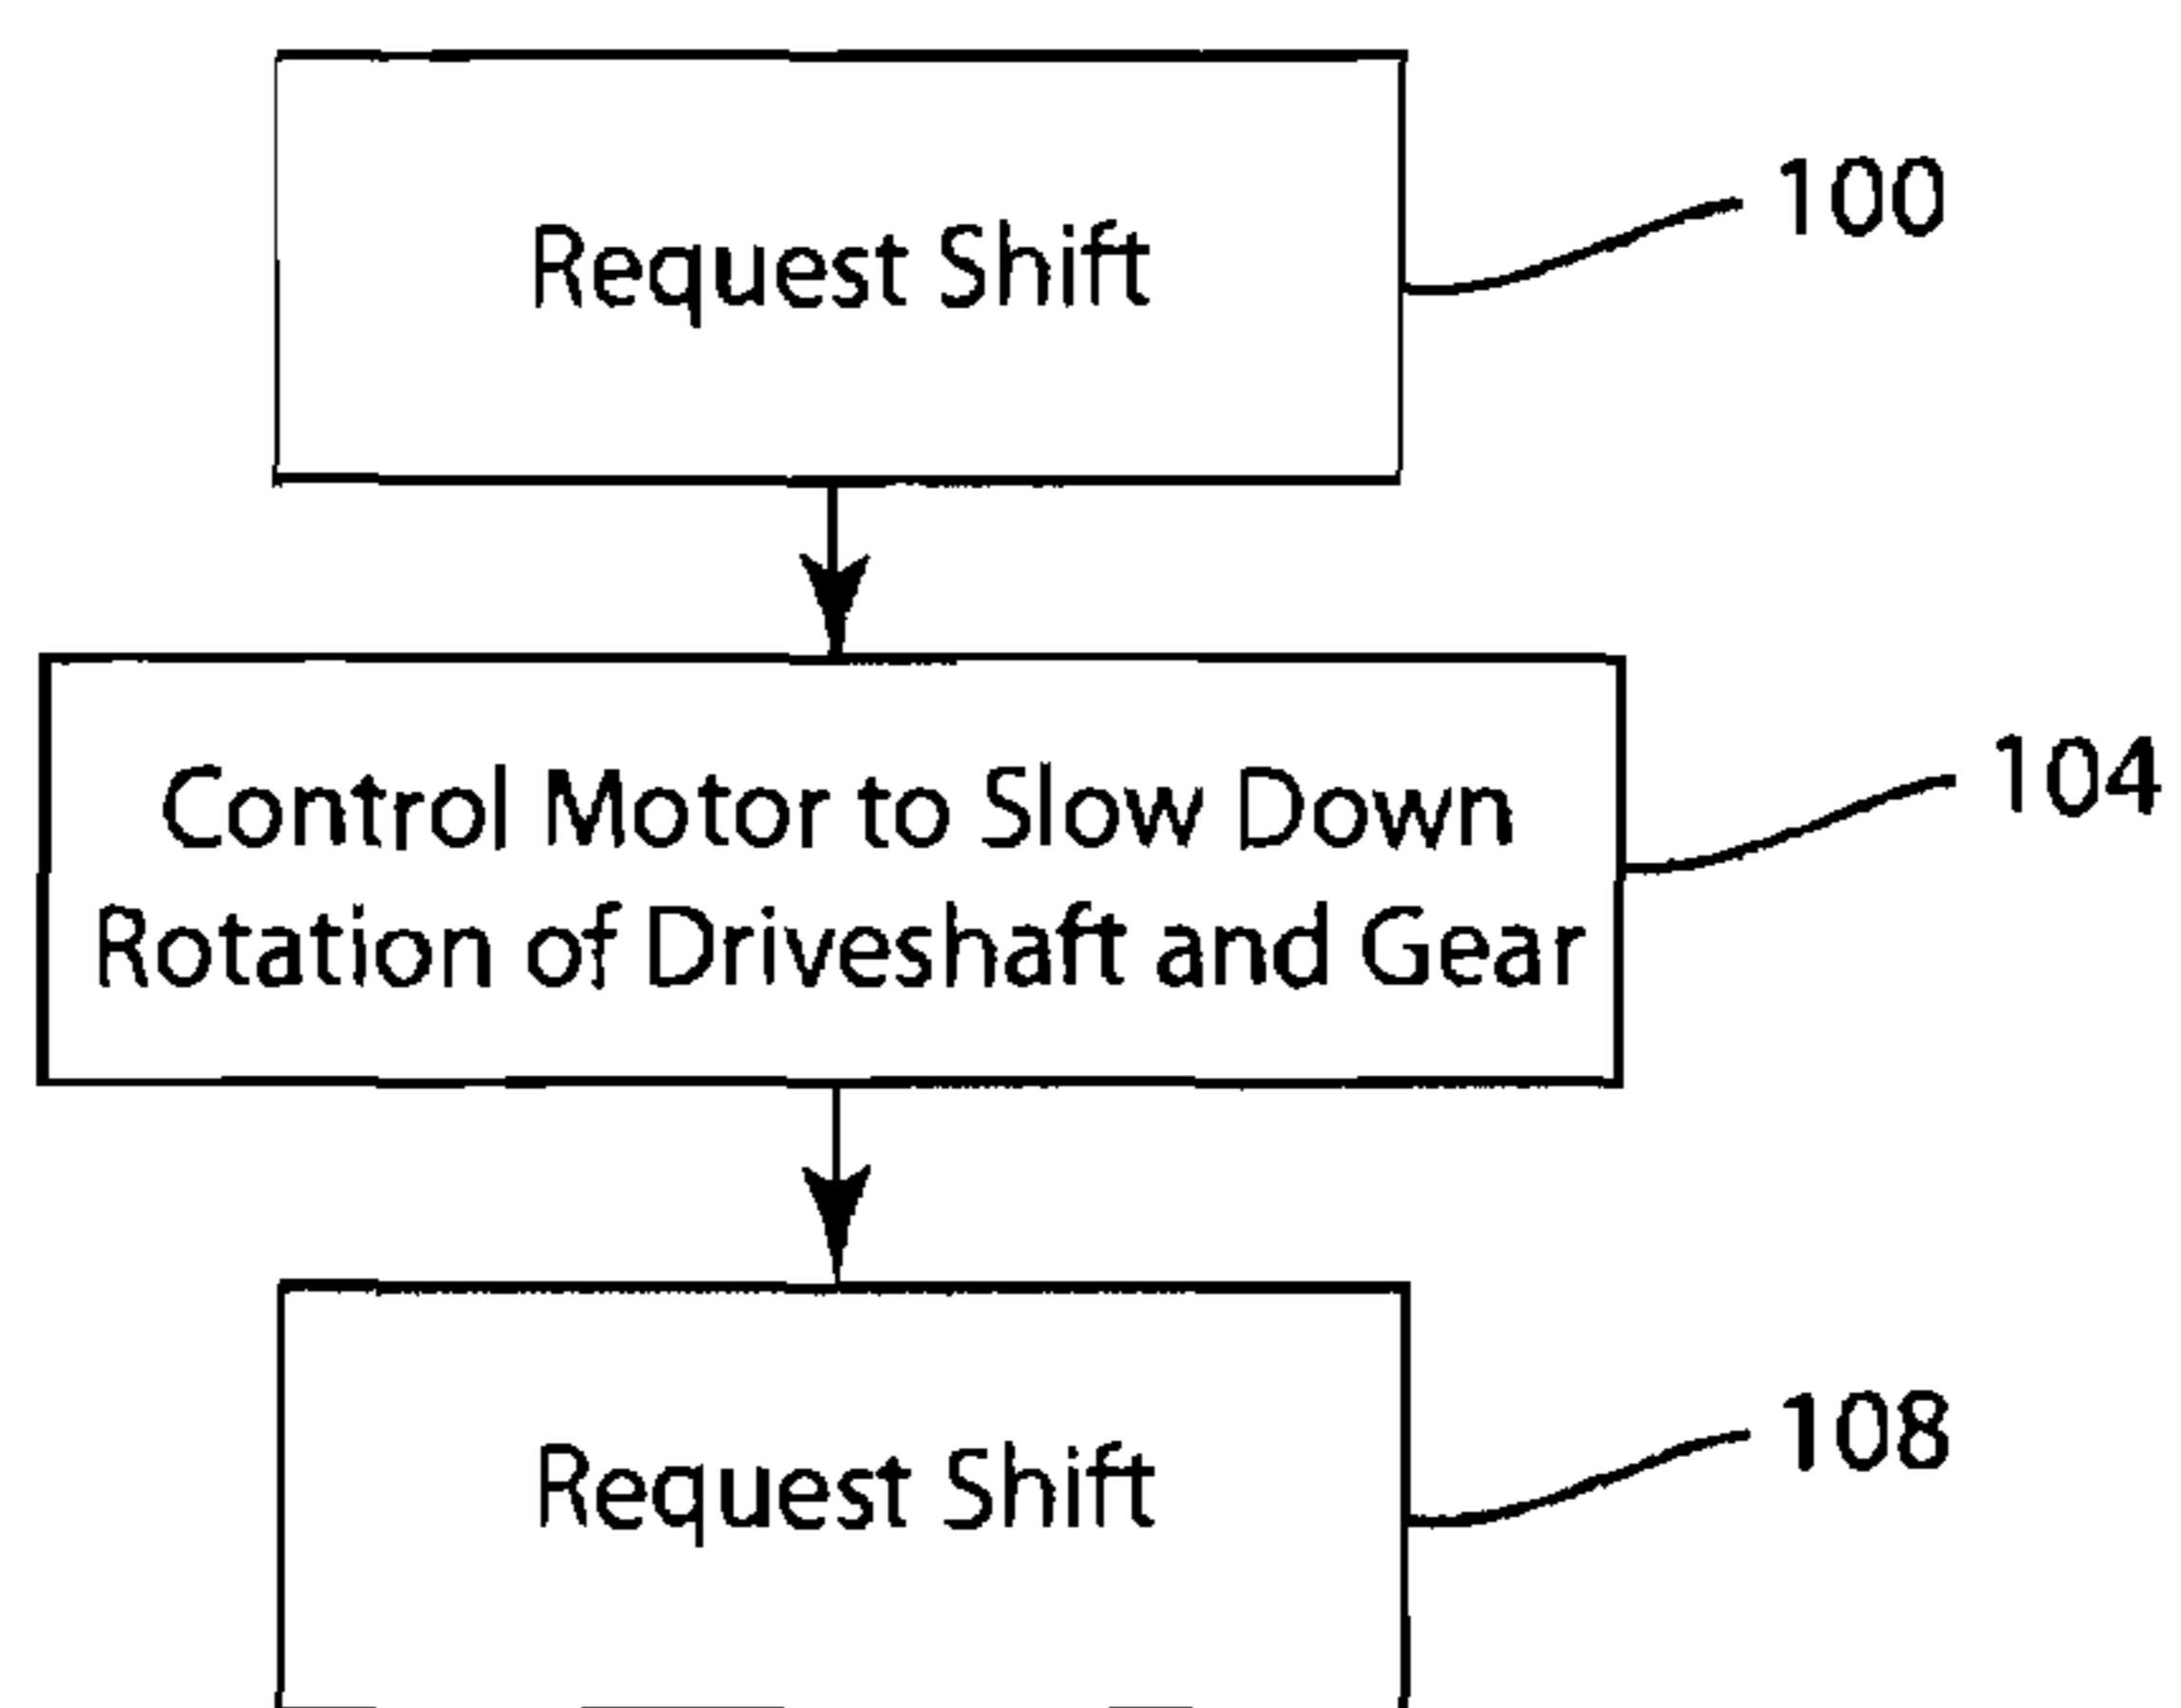 Request Shift
100
Control Motor to Slow Down
Rotation of Driveshaft and Gear
104
Request Shift
108